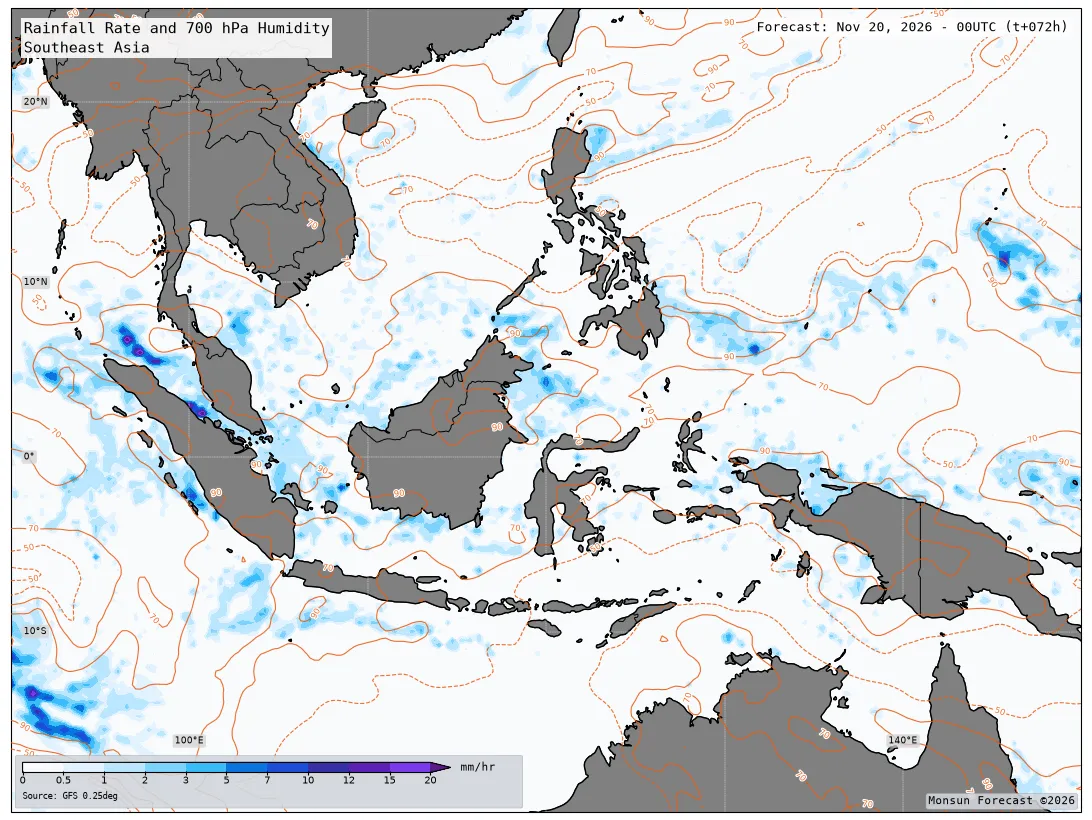 Rainfall Rate and 700 hPa Humidity
Southeast Asia
Forecast: Nov 20, 2026 - 00UTC (t+072h)
20°N
10°N
0°
10°S
100°E
140°E
0 0.5 1 2 3 5 7 10 12 15 20 mm/hr
Source: GFS 0.25deg
Monsun Forecast ©2026